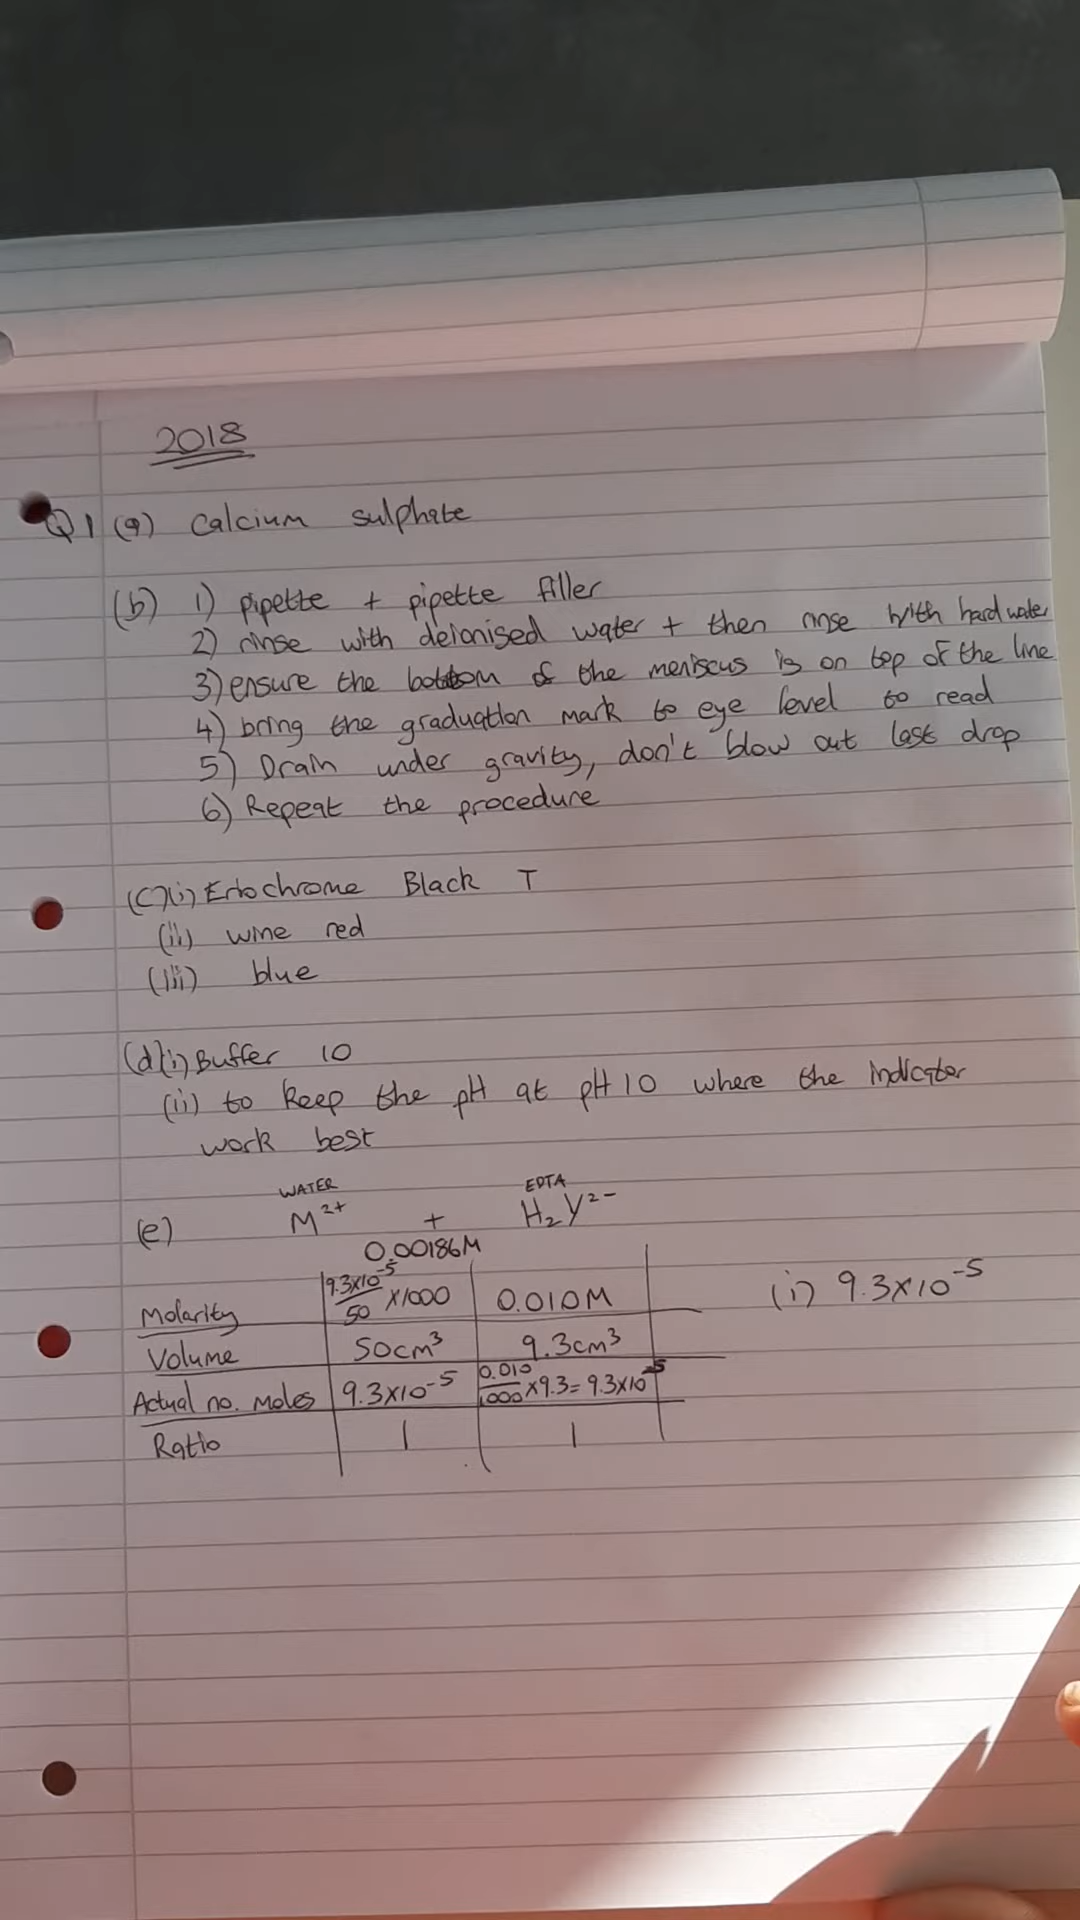 2018
Q1 (a) Calcium sulphate
(b) 1) pipette + pipette filler
2) rinse with deionised water + then rinse with hard water
3) ensure the bottom of the meniscus is on top of the line
4) bring the graduation mark to eye level to read
5) Drain under gravity, don't blow out last drop
6) Repeat the procedure
(c)(i) Eriochrome Black T
(ii) wine red
(iii) blue
(d)(i) Buffer 10
(ii) to keep the pH at pH 10 where the indicator
work best
WATER EDTA
(e) M²⁺ + H₂Y²⁻
0.00186M
Molarity 9.3x10⁻⁵/50 x1000 0.010M (i) 9.3x10⁻⁵
Volume 50cm³ 9.3cm³
Actual no. moles 9.3x10⁻⁵ 0.010/1000 x9.3= 9.3x10⁻⁵
Ratio 1 1